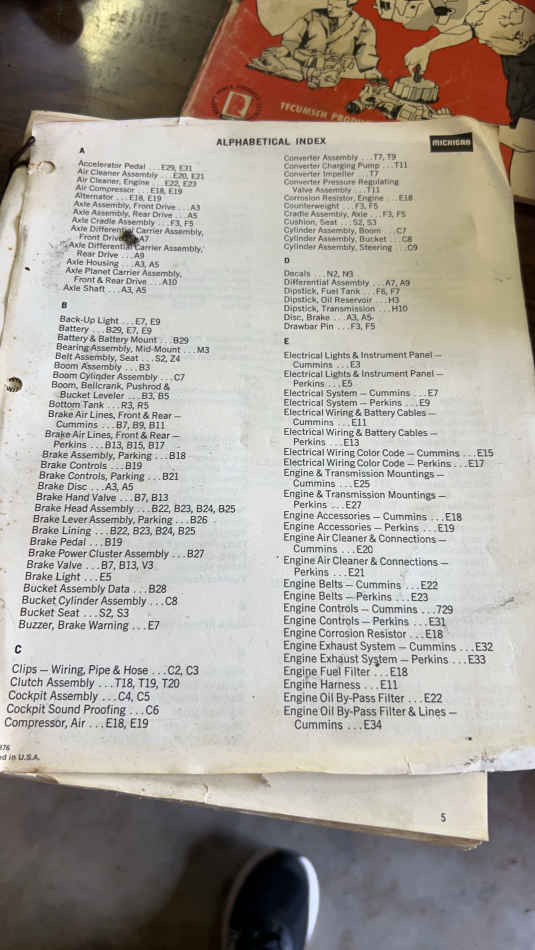 TECUMSEH PRODU
ALPHABETICAL INDEX
MICHIGAN
A
Accelerator Pedal . . . E29, E31
Air Cleaner Assembly . . . E20, E21
Air Cleaner, Engine . . . E22, E23
Air Compressor . . . E18, E19
Alternator . . . E18, E19
Axle Assembly, Front Drive . . . A3
Axle Assembly, Rear Drive . . . A5
Axle Cradle Assembly . . . F3, F5
Axle Differential Carrier Assembly,
Front Drive A7
Axle Differential Carrier Assembly,
Rear Drive . . . A9
Axle Housing . . . A3, A5
Axle Planet Carrier Assembly,
Front & Rear Drive . . . A10
Axle Shaft . . . A3, A5
B
Back-Up Light . . . E7, E9
Battery . . . B29, E7, E9
Battery & Battery Mount . . . B29
Bearing Assembly, Mid-Mount . . . M3
Belt Assembly, Seat . . . S2, Z4
Boom Assembly . . . B3
Boom Cylinder Assembly . . . C7
Boom, Bellcrank, Pushrod &
Bucket Leveler . . . B3, B5
Bottom Tank . . . R3, R5
Brake Air Lines, Front & Rear —
Cummins . . . B7, B9, B11
Brake Air Lines, Front & Rear —
Perkins . . . B13, B15, B17
Brake Assembly, Parking . . . B18
Brake Controls . . . B19
Brake Controls, Parking . . . B21
Brake Disc . . . A3, A5
Brake Hand Valve . . . B7, B13
Brake Head Assembly . . . B22, B23, B24, B25
Brake Lever Assembly, Parking . . . B26
Brake Lining . . . B22, B23, B24, B25
Brake Pedal . . . B19
Brake Power Cluster Assembly . . . B27
Brake Valve . . . B7, B13, V3
Brake Light . . . E5
Bucket Assembly Data . . . B28
Bucket Cylinder Assembly . . . C8
Bucket Seat . . . S2, S3
Buzzer, Brake Warning . . . E7
C
Clips — Wiring, Pipe & Hose . . . C2, C3
Clutch Assembly . . . T18, T19, T20
Cockpit Assembly . . . C4, C5
Cockpit Sound Proofing . . . C6
Compressor, Air . . . E18, E19
Converter Assembly . . . T7, T9
Converter Charging Pump . . . T11
Converter Impeller . . . T7
Converter Pressure Regulating
Valve Assembly . . . T11
Corrosion Resistor, Engine . . . E18
Counterweight . . . F3, F5
Cradle Assembly, Axle . . . F3, F5
Cushion, Seat . . . S2, S3
Cylinder Assembly, Boom . . . C7
Cylinder Assembly, Bucket . . . C8
Cylinder Assembly, Steering . . . C9
D
Decals . . . N2, N3
Differential Assembly . . . A7, A9
Dipstick, Fuel Tank . . . F6, F7
Dipstick, Oil Reservoir . . . H3
Dipstick, Transmission . . . H10
Disc, Brake . . . A3, A5
Drawbar Pin . . . F3, F5
E
Electrical Lights & Instrument Panel —
Cummins . . . E3
Electrical Lights & Instrument Panel —
Perkins . . . E5
Electrical System — Cummins . . . E7
Electrical System — Perkins . . . E9
Electrical Wiring & Battery Cables —
Cummins . . . E11
Electrical Wiring & Battery Cables —
Perkins . . . E13
Electrical Wiring Color Code — Cummins . . . E15
Electrical Wiring Color Code — Perkins . . . E17
Engine & Transmission Mountings —
Cummins . . . E25
Engine & Transmission Mountings —
Perkins . . . E27
Engine Accessories — Cummins . . . E18
Engine Accessories — Perkins . . . E19
Engine Air Cleaner & Connections —
Cummins . . . E20
Engine Air Cleaner & Connections —
Perkins . . . E21
Engine Belts — Cummins . . . E22
Engine Belts — Perkins . . . E23
Engine Controls — Cummins . . . 729
Engine Controls — Perkins . . . E31
Engine Corrosion Resistor . . . E18
Engine Exhaust System — Cummins . . . E32
Engine Exhaust System — Perkins . . . E33
Engine Fuel Filter . . . E18
Engine Harness . . . E11
Engine Oil By-Pass Filter . . . E22
Engine Oil By-Pass Filter & Lines —
Cummins . . . E34
976
ed in U.S.A.
5